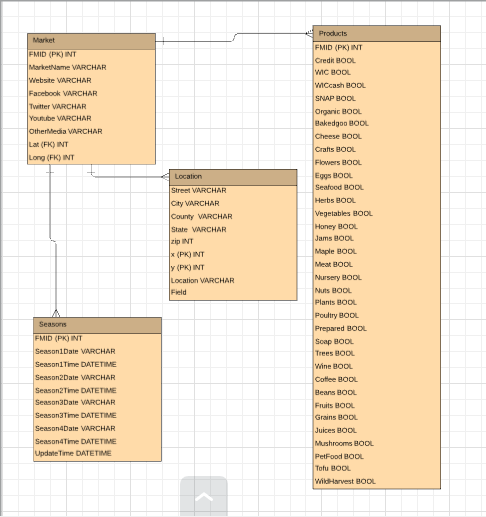 Market
FMID (PK) INT
MarketName VARCHAR
Website VARCHAR
Facebook VARCHAR
Twitter VARCHAR
Youtube VARCHAR
OtherMedia VARCHAR
Lat (FK) INT
Long (FK) INT
Location
Street VARCHAR
City VARCHAR
County VARCHAR
State VARCHAR
zip INT
x (PK) INT
y (PK) INT
Location VARCHAR
Field
Seasons
FMID (PK) INT
Season1Date VARCHAR
Season1Time DATETIME
Season2Date VARCHAR
Season2Time DATETIME
Season3Date VARCHAR
Season3Time DATETIME
Season4Date VARCHAR
Season4Time DATETIME
UpdateTime DATETIME
Products
FMID (PK) INT
Credit BOOL
WIC BOOL
WICcash BOOL
SNAP BOOL
Organic BOOL
Bakedgoo BOOL
Cheese BOOL
Crafts BOOL
Flowers BOOL
Eggs BOOL
Seafood BOOL
Herbs BOOL
Vegetables BOOL
Honey BOOL
Jams BOOL
Maple BOOL
Meat BOOL
Nursery BOOL
Nuts BOOL
Plants BOOL
Poultry BOOL
Prepared BOOL
Soap BOOL
Trees BOOL
Wine BOOL
Coffee BOOL
Beans BOOL
Fruits BOOL
Grains BOOL
Juices BOOL
Mushrooms BOOL
PetFood BOOL
Tofu BOOL
WildHarvest BOOL